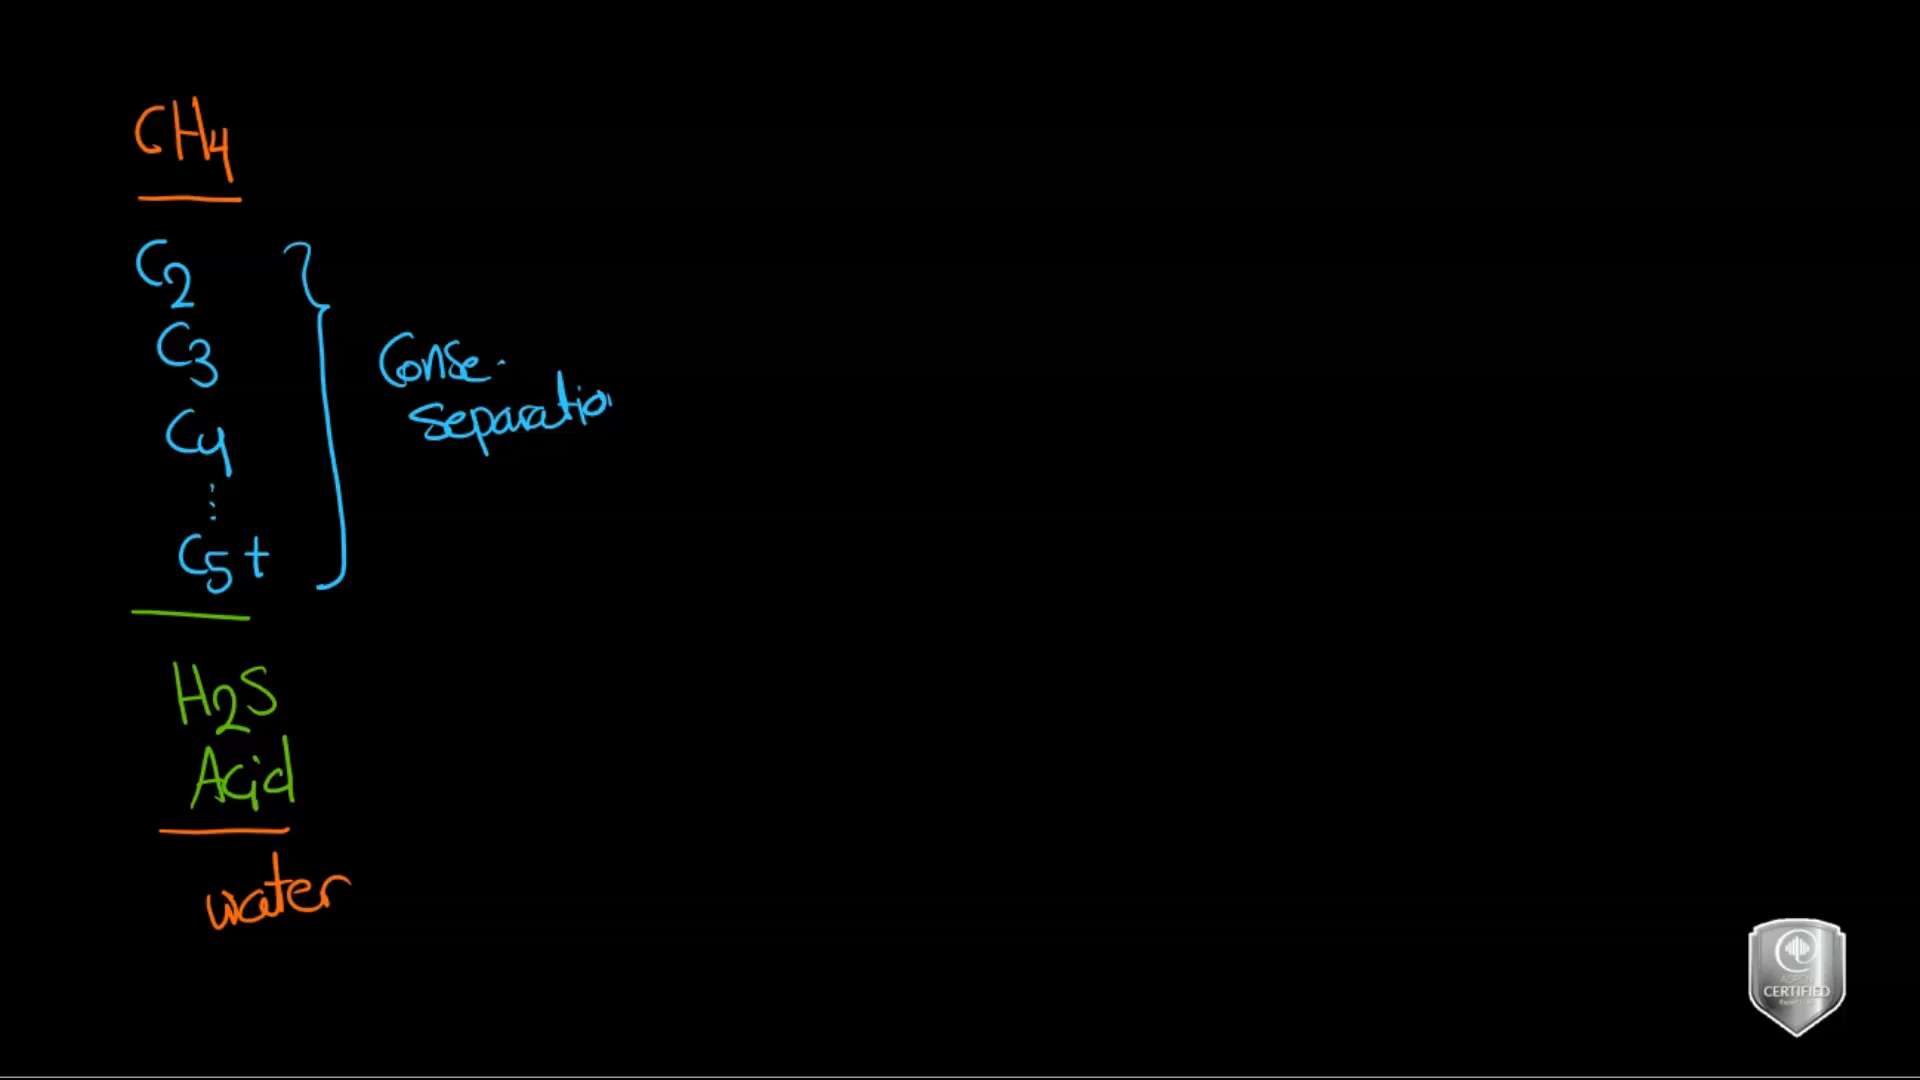 CH4
C2
C3
C4
⋮
C5+
Conse.
separatio
H2S
Acid
water
CERTIFIED